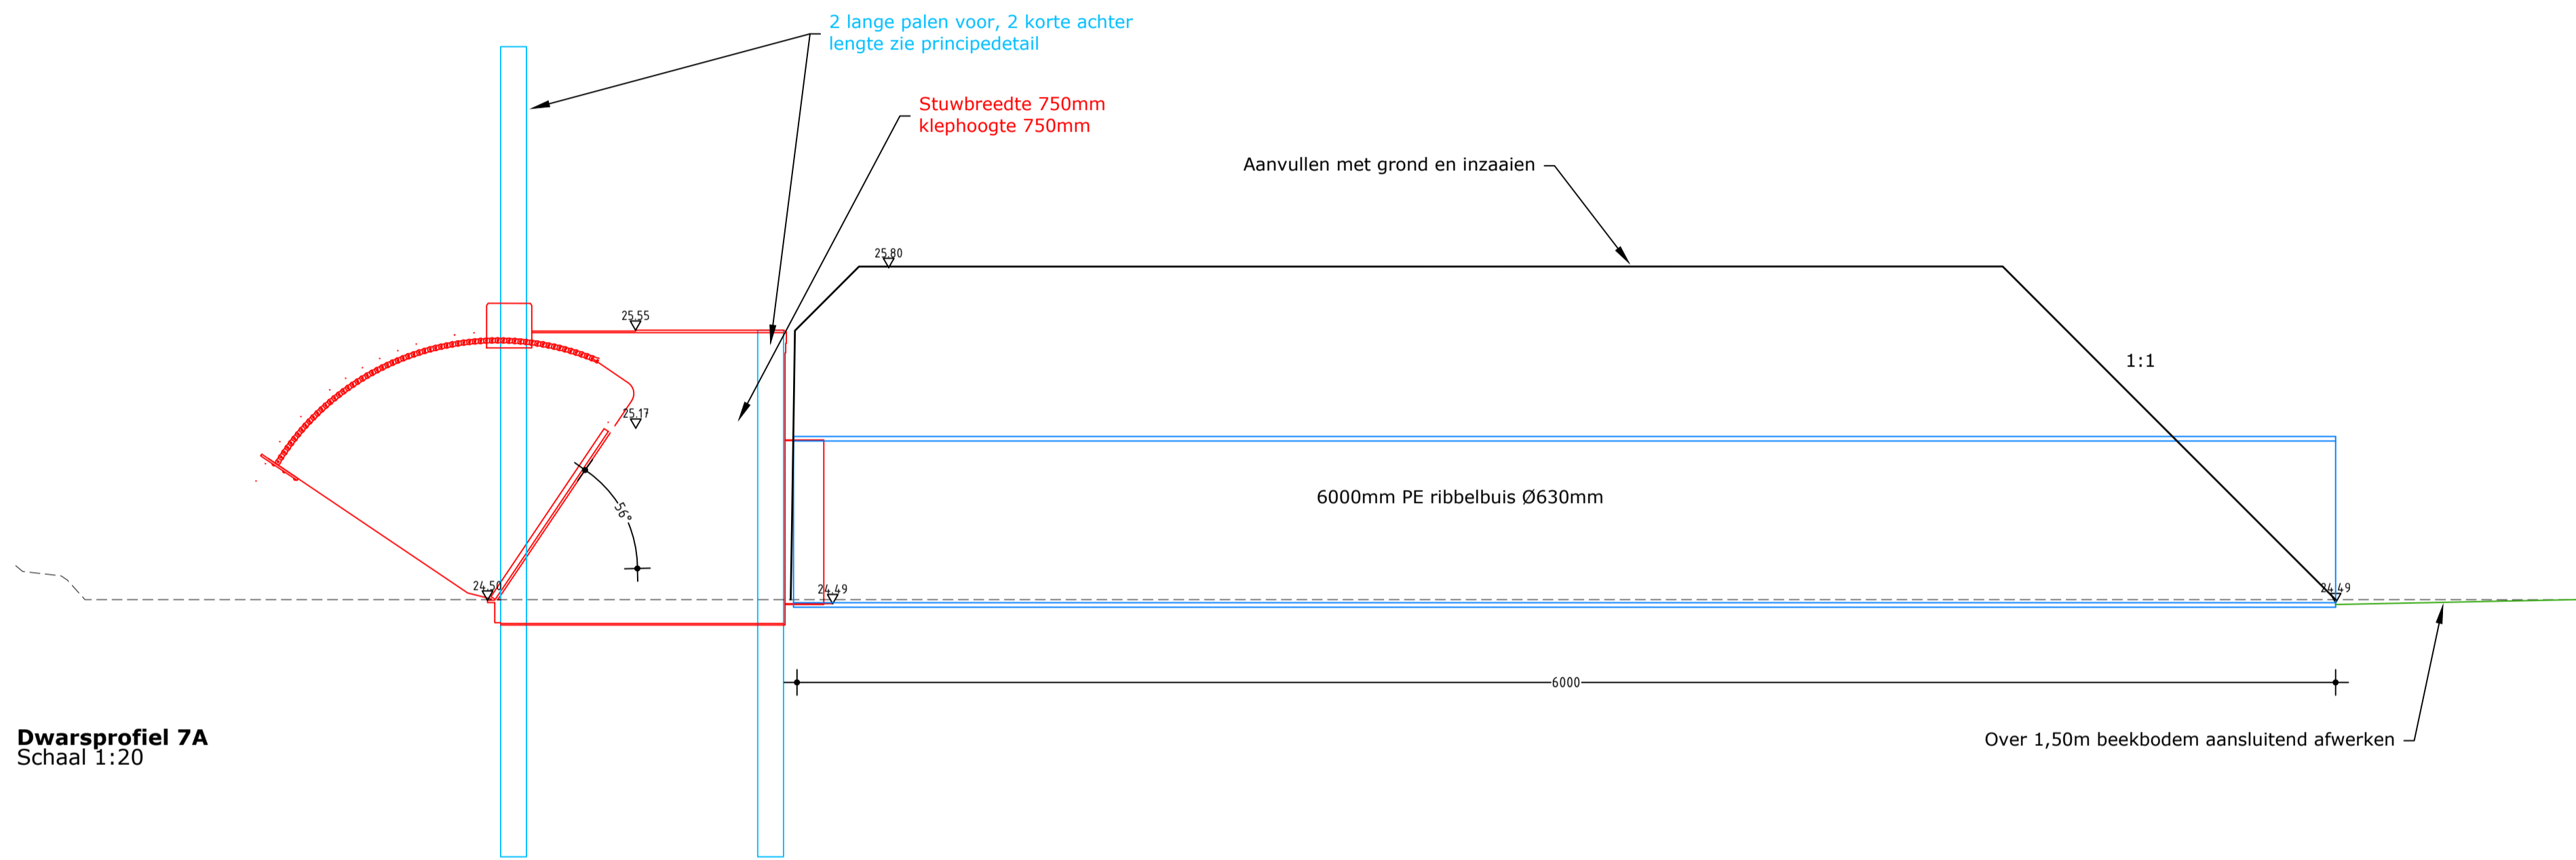 2 lange palen voor, 2 korte achter
lengte zie principedetail
Stuwbreedte 750mm
klephoogte 750mm
Aanvullen met grond en inzaaien
25.80
25.55
1:1
25.17
6000mm PE ribbelbuis Ø630mm
56°
24.50
24.49
24.49
6000
Dwarsprofiel 7A
Schaal 1:20
Over 1,50m beekbodem aansluitend afwerken